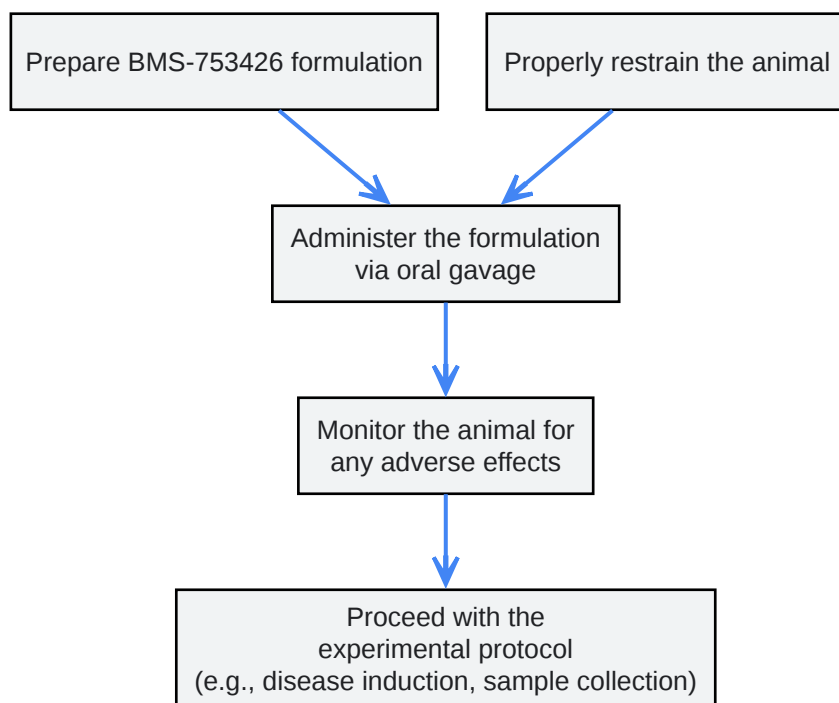 Prepare BMS-753426 formulation
Properly restrain the animal
Administer the formulation
via oral gavage
Monitor the animal for
any adverse effects
Proceed with the
experimental protocol
(e.g., disease induction, sample collection)